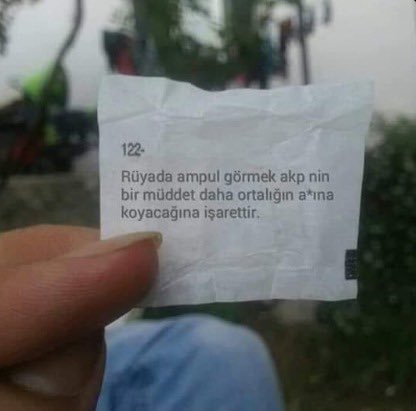 122-
Rüyada ampul görmek akp nin
bir müddet daha ortalığın a*ına
koyacağına işarettir.